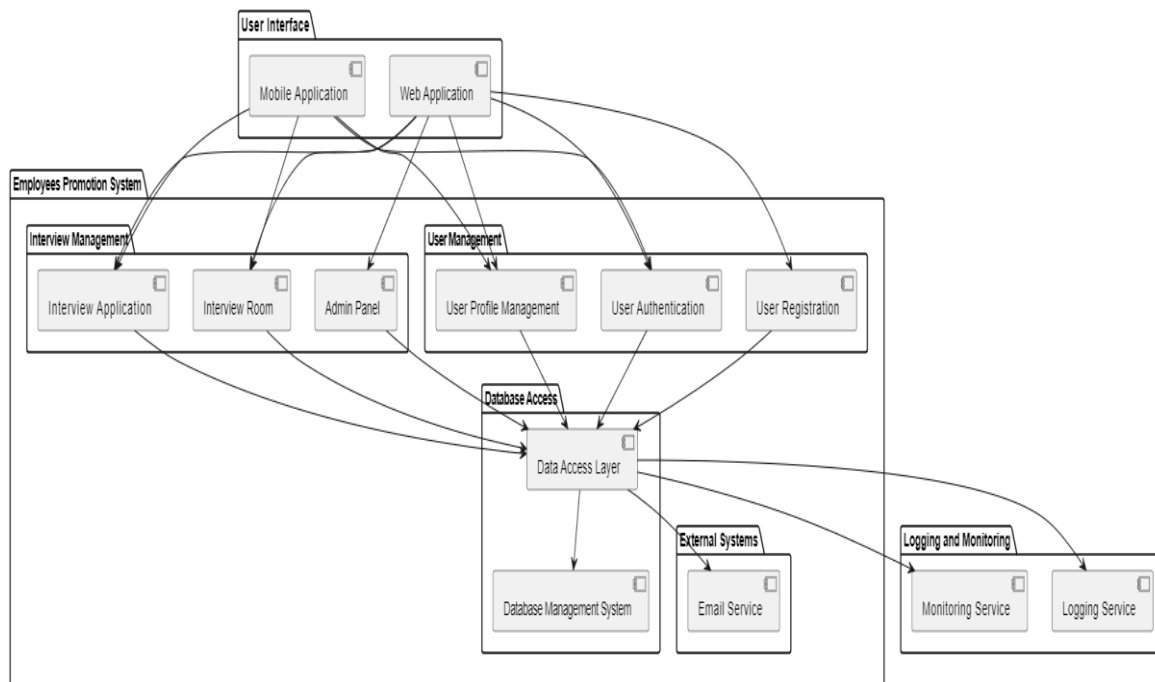 User Interface
Mobile Application
Web Application
Employees Promotion System
Interview Management
User Management
Interview Application
Interview Room
Admin Panel
User Profile Management
User Authentication
User Registration
Database Access
Data Access Layer
External Systems
Logging and Monitoring
Database Management System
Email Service
Monitoring Service
Logging Service